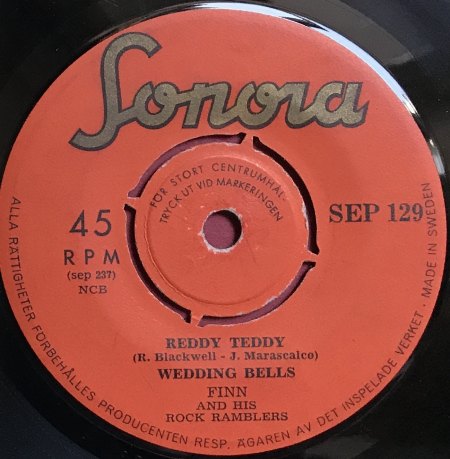 Sonora
FÖR STORT CENTRUMHÅL
TRYCK UT VID MARKERINGEN
45
RPM
(sep 237)
NCB
SEP 129
REDDY TEDDY
(R. Blackwell - J. Marascalco)
WEDDING BELLS
FINN
AND HIS
ROCK RAMBLERS
ALLA RÄTTIGHETER FÖRBEHÅLLES PRODUCENTEN RESP. ÄGAREN AV DET INSPELADE VERKET · MADE IN SWEDEN